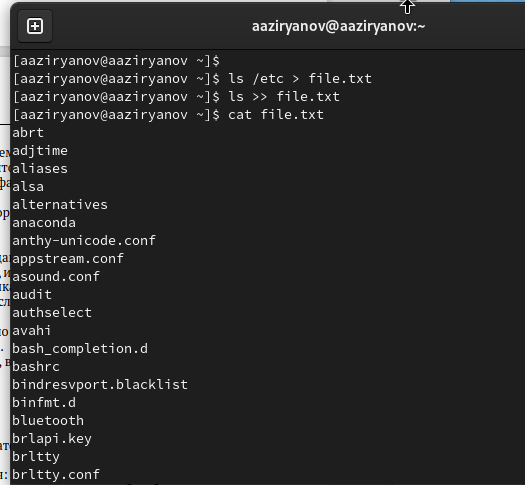 aaziryanov@aaziryanov:~
[aaziryanov@aaziryanov ~]$
[aaziryanov@aaziryanov ~]$ ls /etc > file.txt
[aaziryanov@aaziryanov ~]$ ls >> file.txt
[aaziryanov@aaziryanov ~]$ cat file.txt
abrt
adjtime
aliases
alsa
alternatives
anaconda
anthy-unicode.conf
appstream.conf
asound.conf
audit
authselect
avahi
bash_completion.d
bashrc
bindresvport.blacklist
binfmt.d
bluetooth
brlapi.key
brltty
brltty.conf